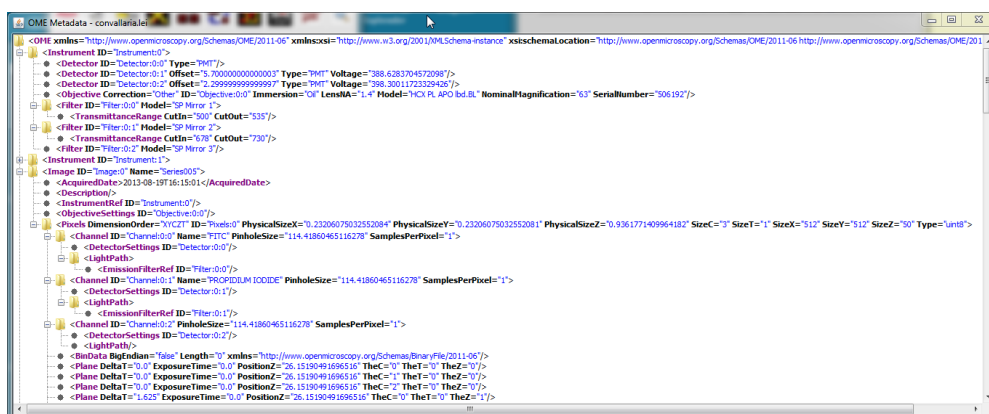 OME Metadata - convallaria.lei
<OME xmlns="http://www.openmicroscopy.org/Schemas/OME/2011-06" xmlns:xsi="http://www.w3.org/2001/XMLSchema-instance" xsi:schemaLocation="http://www.openmicroscopy.org/Schemas/OME/2011-06 http://www.openmicroscopy.org/Schemas/OME/201
<Instrument ID="Instrument:0">
<Detector ID="Detector:0:0" Type="PMT"/>
<Detector ID="Detector:0:1" Offset="5.700000000000003" Type="PMT" Voltage="388.6283704572098"/>
<Detector ID="Detector:0:2" Offset="2.299999999999997" Type="PMT" Voltage="398.30011723329426"/>
<Objective Correction="Other" ID="Objective:0:0" Immersion="Oil" LensNA="1.4" Model="HCX PL APO lbd.BL" NominalMagnification="63" SerialNumber="506192"/>
<Filter ID="Filter:0:0" Model="SP Mirror 1">
<TransmittanceRange CutIn="500" CutOut="535"/>
<Filter ID="Filter:0:1" Model="SP Mirror 2">
<TransmittanceRange CutIn="678" CutOut="730"/>
<Filter ID="Filter:0:2" Model="SP Mirror 3"/>
<Instrument ID="Instrument:1">
<Image ID="Image:0" Name="Series005">
<AcquiredDate>2013-08-19T16:15:01</AcquiredDate>
<Description/>
<InstrumentRef ID="Instrument:0"/>
<ObjectiveSettings ID="Objective:0:0"/>
<Pixels DimensionOrder="XYCZT" ID="Pixels:0" PhysicalSizeX="0.23206075032552084" PhysicalSizeY="0.23206075032552081" PhysicalSizeZ="0.9361771409964182" SizeC="3" SizeT="1" SizeX="512" SizeY="512" SizeZ="50" Type="uint8">
<Channel ID="Channel:0:0" Name="FITC" PinholeSize="114.41860465116278" SamplesPerPixel="1">
<DetectorSettings ID="Detector:0:0"/>
<LightPath>
<EmissionFilterRef ID="Filter:0:0"/>
<Channel ID="Channel:0:1" Name="PROPIDIUM IODIDE" PinholeSize="114.41860465116278" SamplesPerPixel="1">
<DetectorSettings ID="Detector:0:1"/>
<LightPath>
<EmissionFilterRef ID="Filter:0:1"/>
<Channel ID="Channel:0:2" PinholeSize="114.41860465116278" SamplesPerPixel="1">
<DetectorSettings ID="Detector:0:2"/>
<LightPath/>
<BinData BigEndian="false" Length="0" xmlns="http://www.openmicroscopy.org/Schemas/BinaryFile/2011-06"/>
<Plane DeltaT="0.0" ExposureTime="0.0" PositionZ="26.15190491696516" TheC="0" TheT="0" TheZ="0"/>
<Plane DeltaT="0.0" ExposureTime="0.0" PositionZ="26.15190491696516" TheC="1" TheT="0" TheZ="0"/>
<Plane DeltaT="0.0" ExposureTime="0.0" PositionZ="26.15190491696516" TheC="2" TheT="0" TheZ="0"/>
<Plane DeltaT="1.625" ExposureTime="0.0" PositionZ="26.15190491696516" TheC="0" TheT="0" TheZ="1"/>